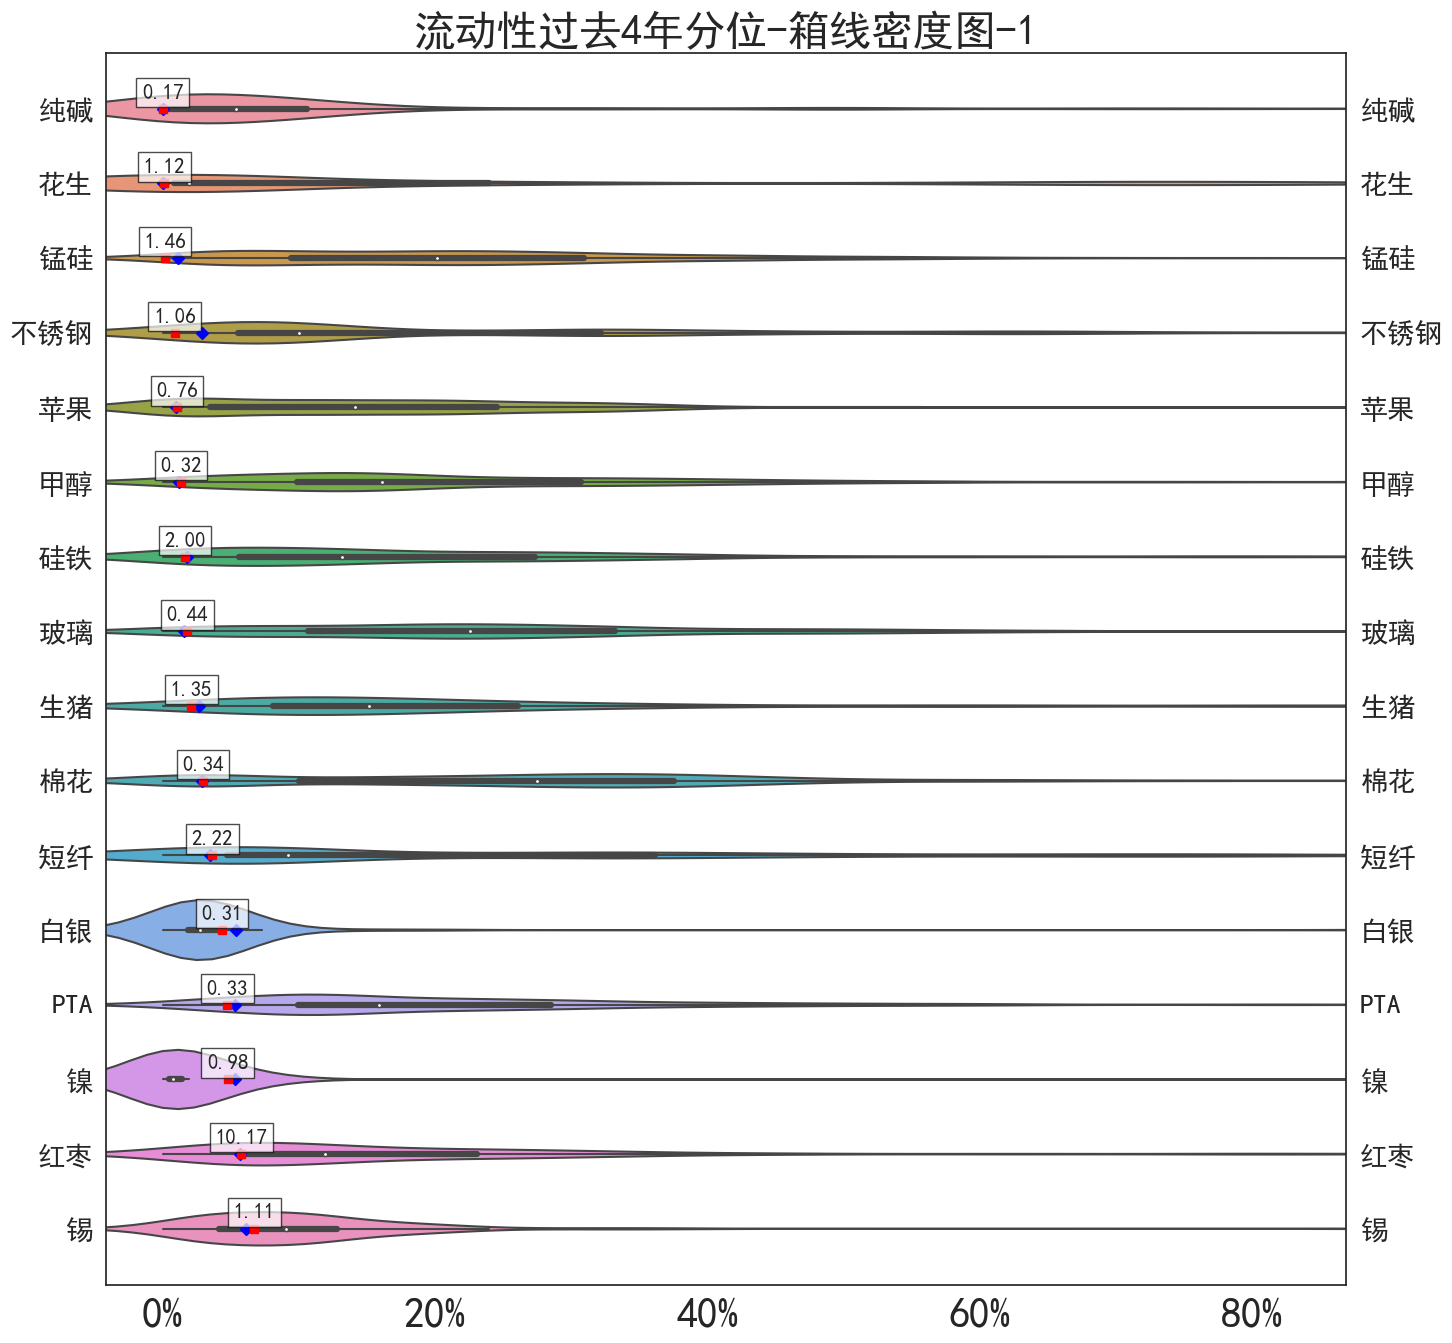 流动性过去4年分位-箱线密度图-1
纯碱 0.17 纯碱
花生 1.12 花生
锰硅 1.46 锰硅
不锈钢 1.06 不锈钢
苹果 0.76 苹果
甲醇 0.32 甲醇
硅铁 2.00 硅铁
玻璃 0.44 玻璃
生猪 1.35 生猪
棉花 0.34 棉花
短纤 2.22 短纤
白银 0.31 白银
PTA 0.33 PTA
镍 0.98 镍
红枣 10.17 红枣
锡 1.11 锡
0% 20% 40% 60% 80%